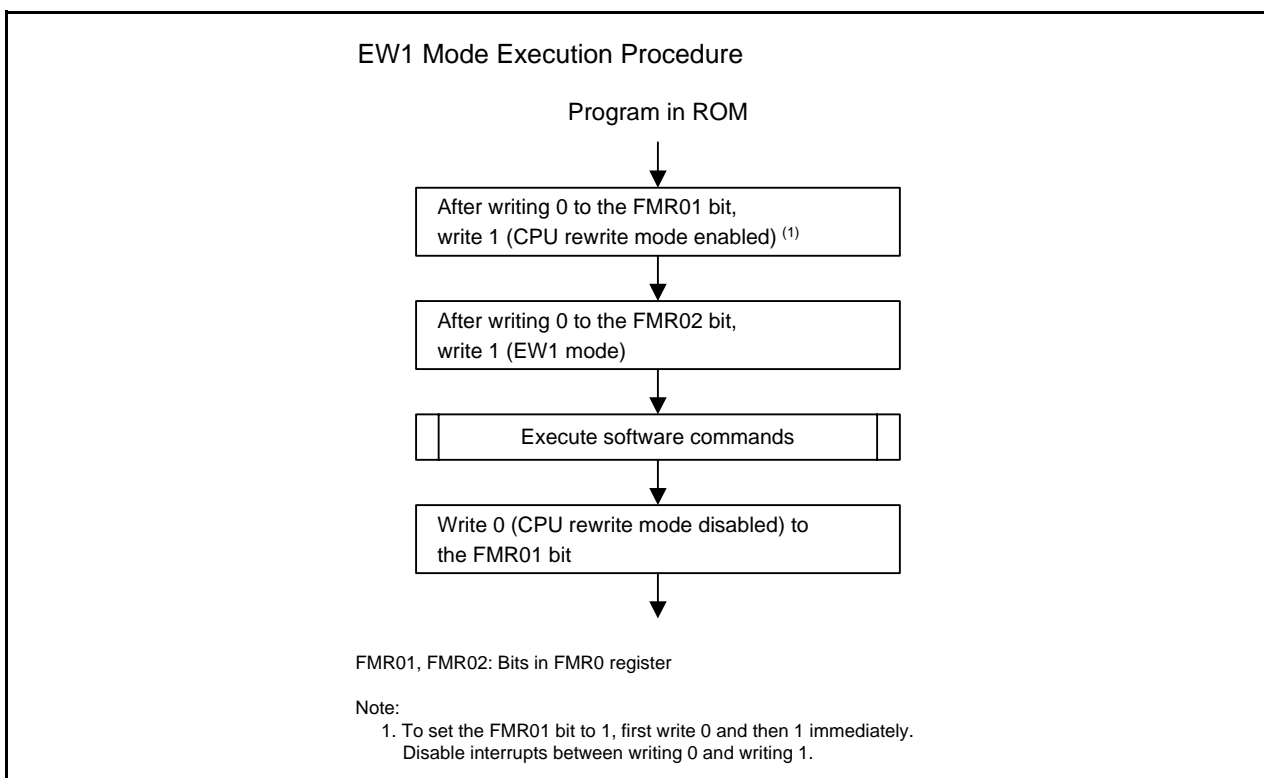 EW1 Mode Execution Procedure
Program in ROM
After writing 0 to the FMR01 bit,
write 1 (CPU rewrite mode enabled) (1)
After writing 0 to the FMR02 bit,
write 1 (EW1 mode)
Execute software commands
Write 0 (CPU rewrite mode disabled) to
the FMR01 bit
FMR01, FMR02: Bits in FMR0 register
Note:
1. To set the FMR01 bit to 1, first write 0 and then 1 immediately.
Disable interrupts between writing 0 and writing 1.